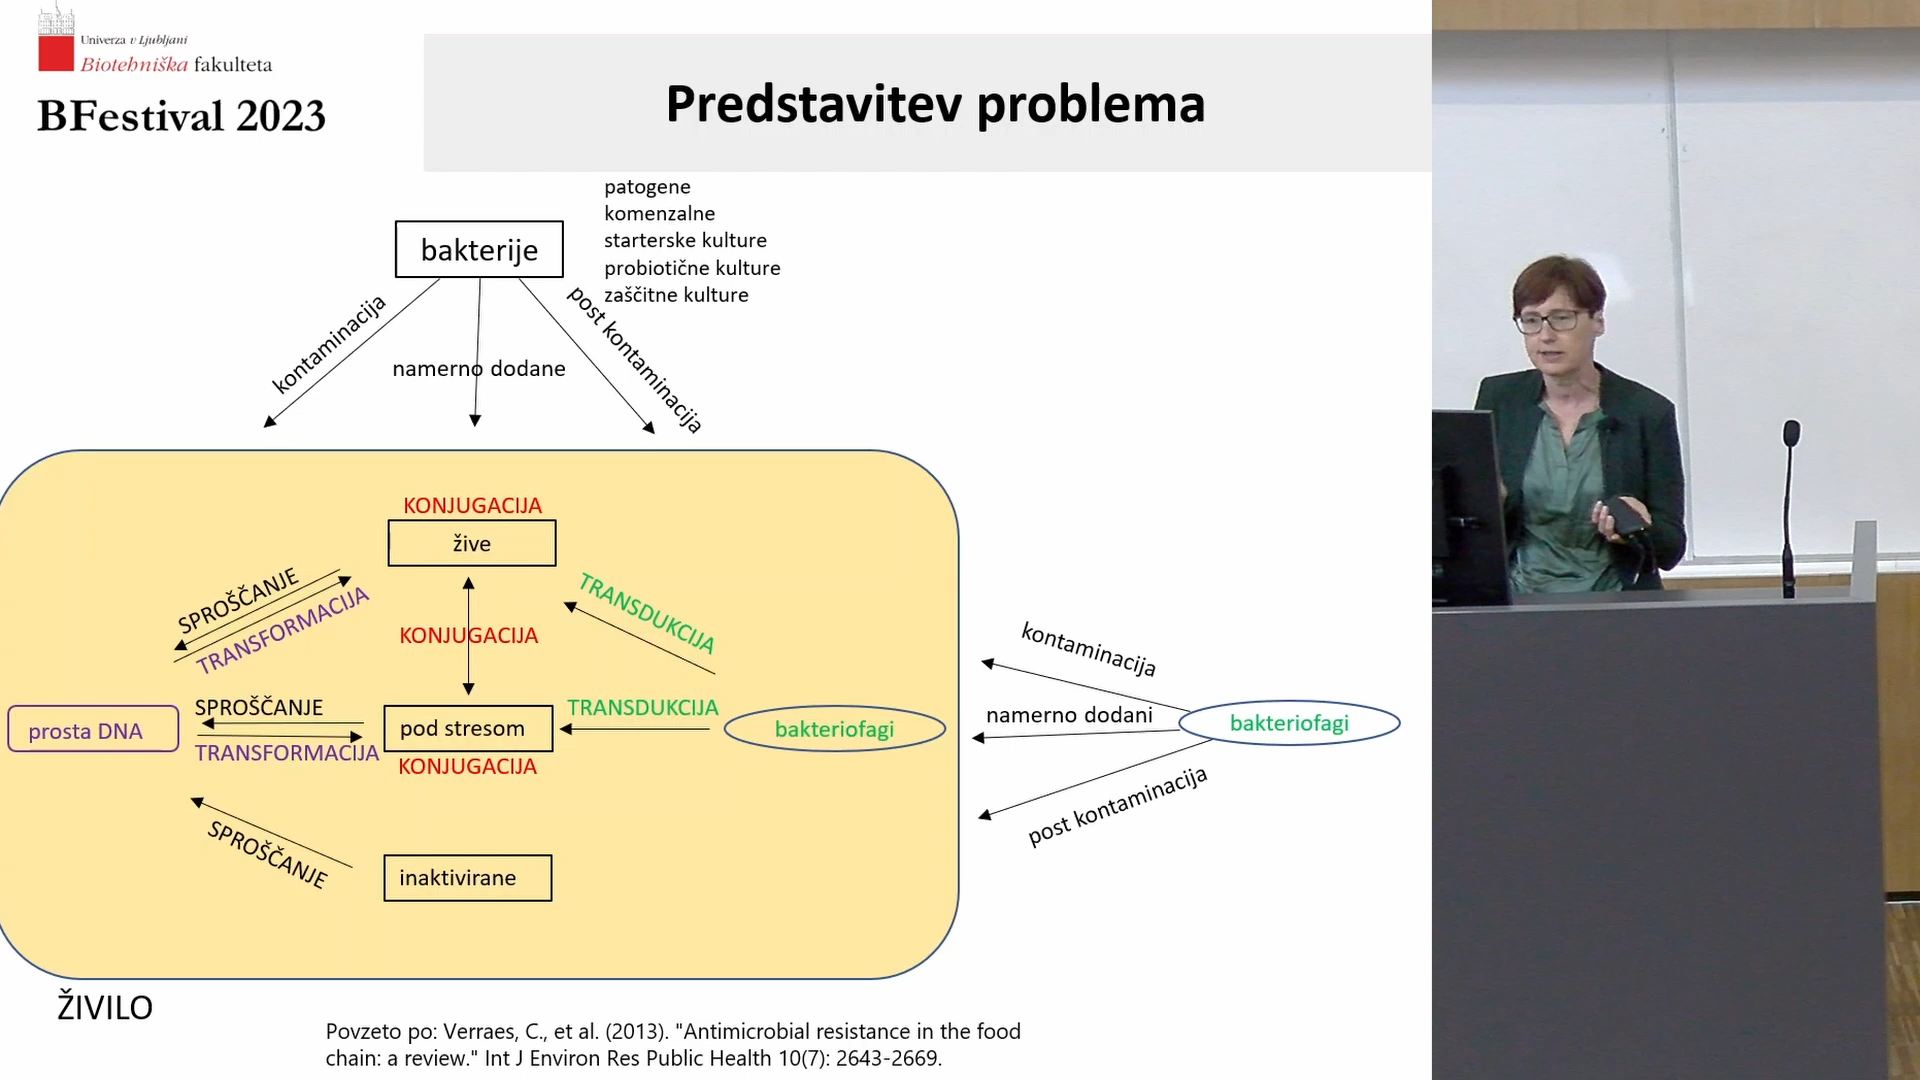 Univerza v Ljubljani
Biotehniška fakulteta
BFestival 2023
Predstavitev problema
patogene
komenzalne
starterske kulture
probiotične kulture
zaščitne kulture
bakterije
kontaminacija
namerno dodane
post kontaminacija
KONJUGACIJA
žive
SPROŠČANJE
TRANSFORMACIJA
KONJUGACIJA
TRANSDUKCIJA
prosta DNA
SPROŠČANJE
TRANSFORMACIJA
pod stresom
KONJUGACIJA
TRANSDUKCIJA
bakteriofagi
SPROŠČANJE
inaktivirane
kontaminacija
namerno dodani
post kontaminacija
bakteriofagi
ŽIVILO
Povzeto po: Verraes, C., et al. (2013). "Antimicrobial resistance in the food
chain: a review." Int J Environ Res Public Health 10(7): 2643-2669.